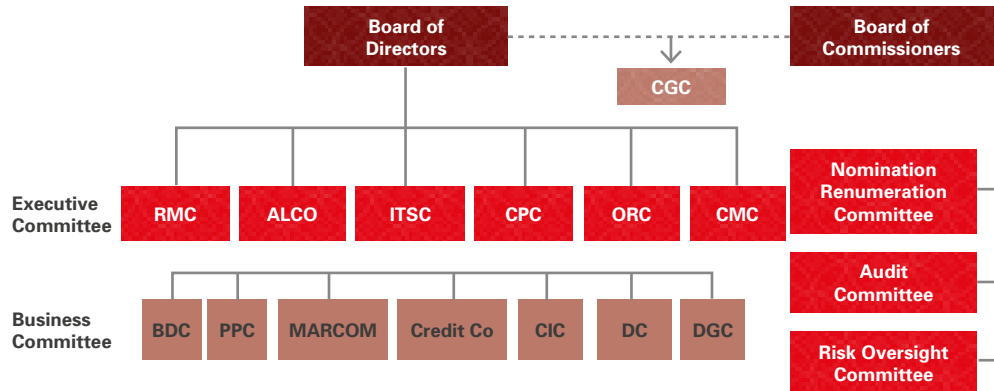 Board of
Directors
Board of
Commissioners
CGC
Executive
Committee
RMC
ALCO
ITSC
CPC
ORC
CMC
Nomination
Renumeration
Committee
Audit
Committee
Business
Committee
BDC
PPC
MARCOM
Credit Co
CIC
DC
DGC
Risk Oversight
Committee